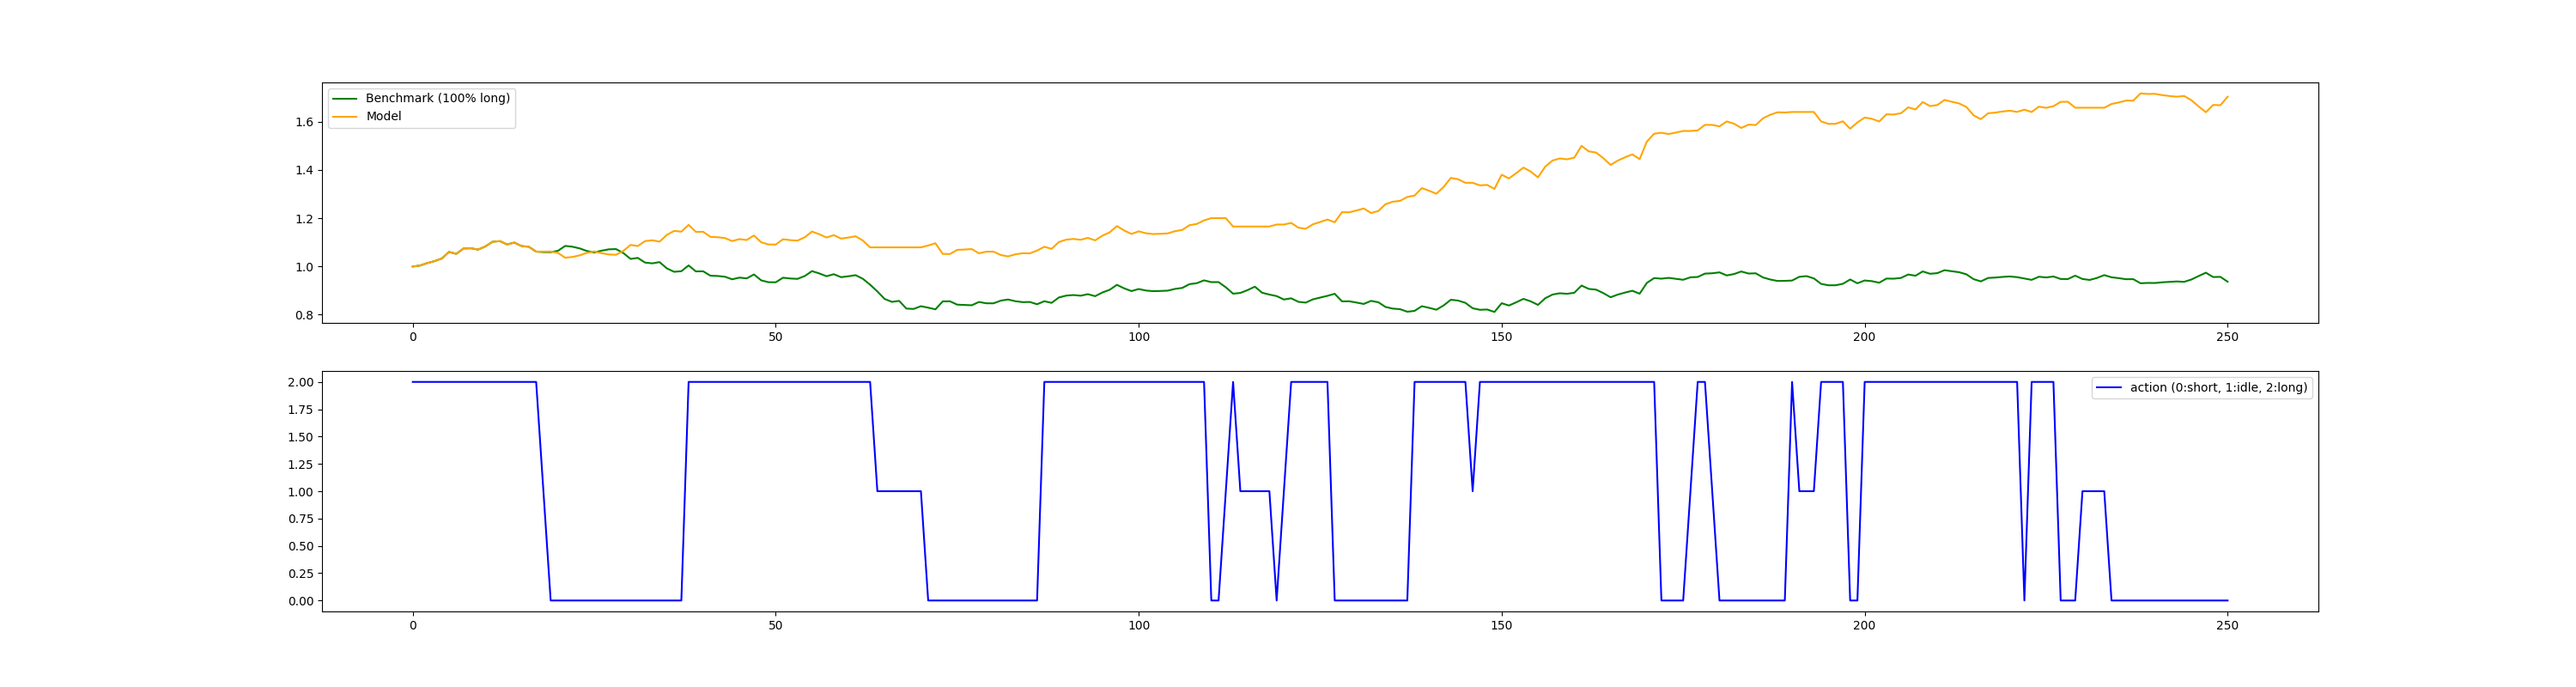 Benchmark (100% long)
Model
1.6
1.4
1.2
1.0
0.8
0 50 100 150 200 250
action (0:short, 1:idle, 2:long)
2.00
1.75
1.50
1.25
1.00
0.75
0.50
0.25
0.00
0 50 100 150 200 250